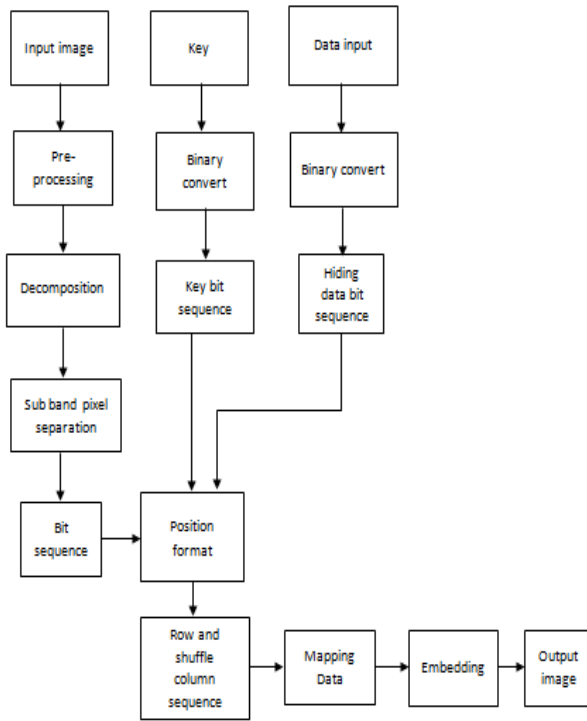 Input image
Key
Data input
Pre-
processing
Binary
convert
Binary convert
Decomposition
Key bit
sequence
Hiding
data bit
sequence
Sub band pixel
separation
Bit
sequence
Position
format
Row and
shuffle
column
sequence
Mapping
Data
Embedding
Output
image